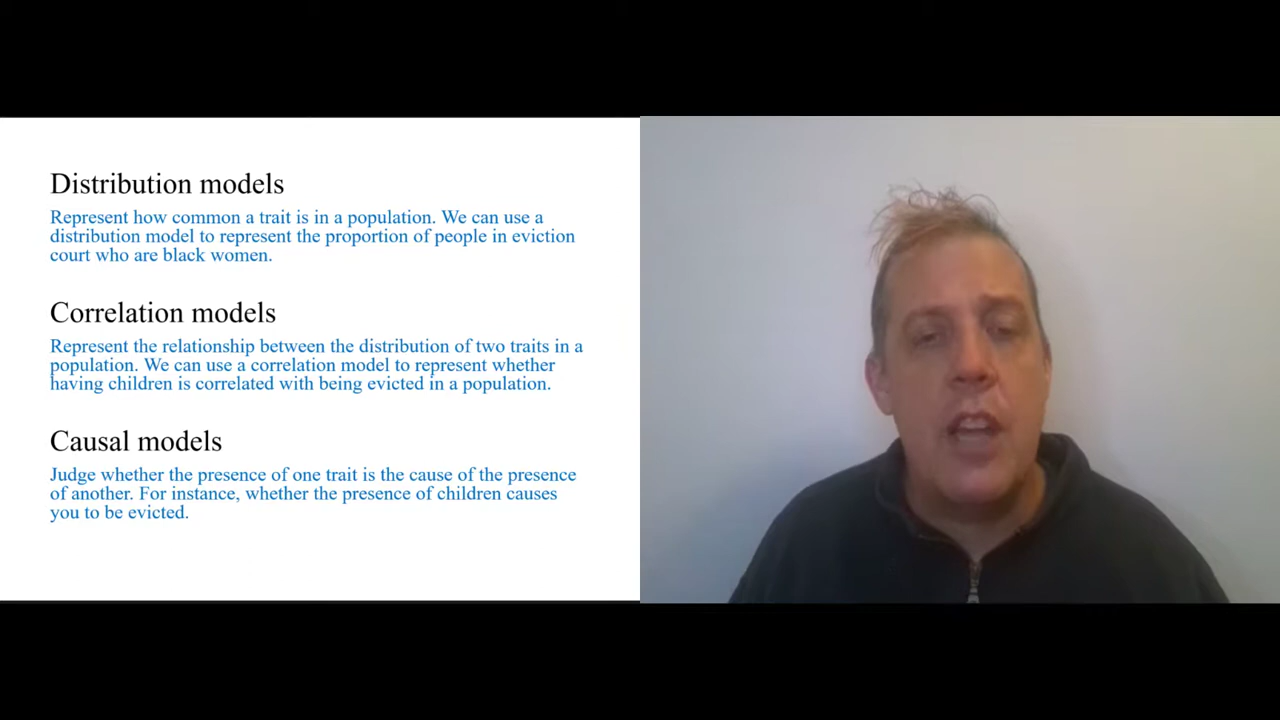 Distribution models
Represent how common a trait is in a population. We can use a
distribution model to represent the proportion of people in eviction
court who are black women.
Correlation models
Represent the relationship between the distribution of two traits in a
population. We can use a correlation model to represent whether
having children is correlated with being evicted in a population.
Causal models
Judge whether the presence of one trait is the cause of the presence
of another. For instance, whether the presence of children causes
you to be evicted.